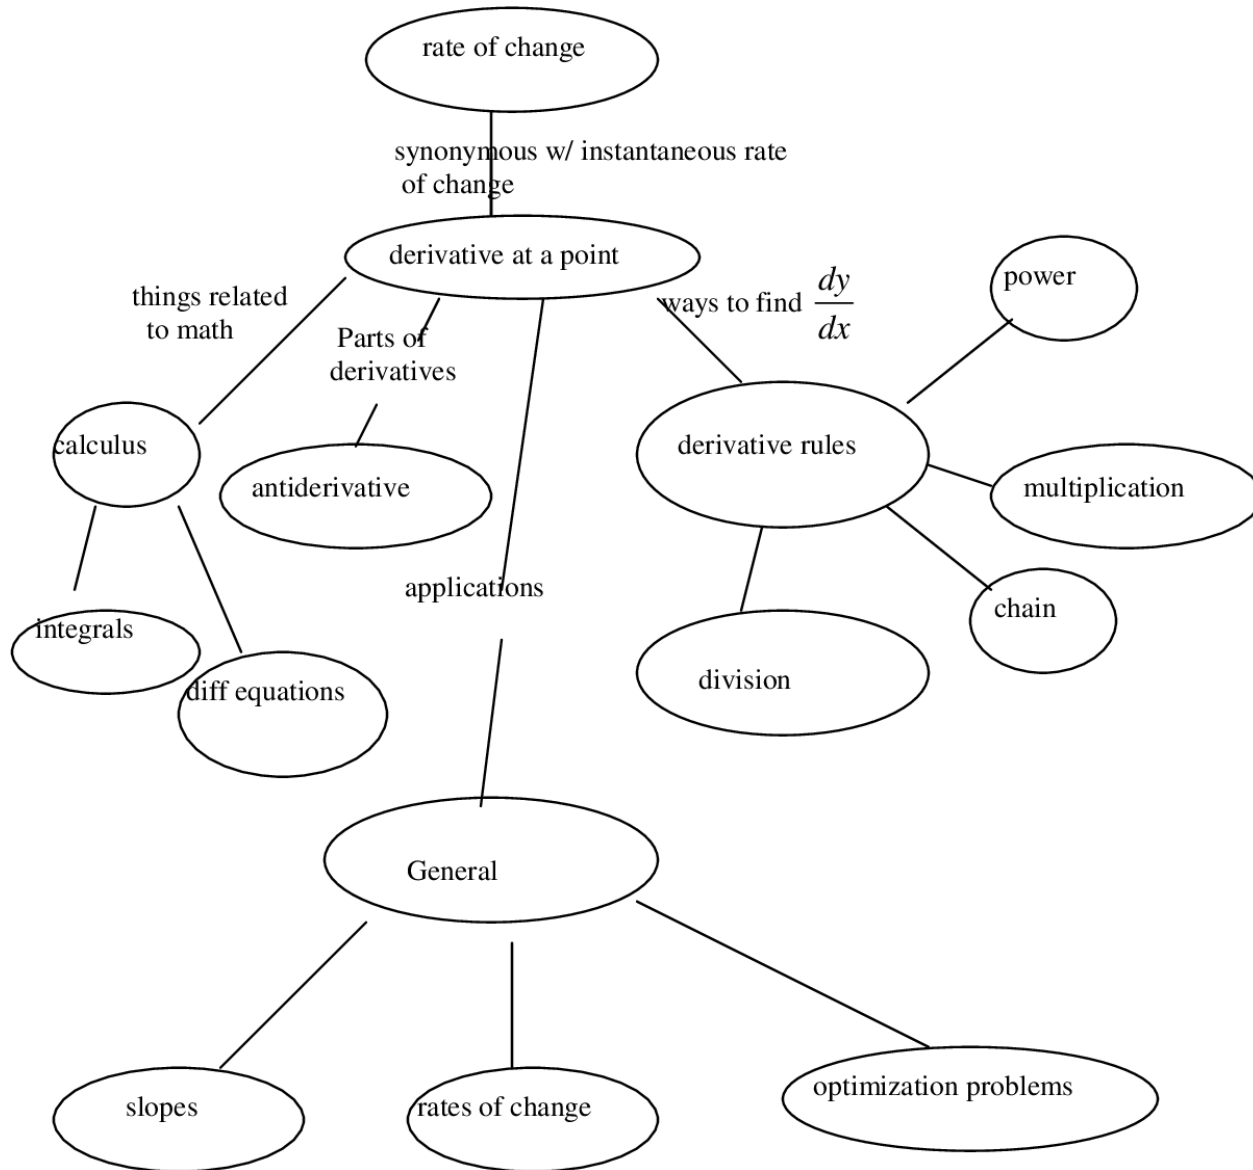 rate of change
synonymous w/ instantaneous rate
of change
derivative at a point
things related
to math
Parts of
derivatives
ways to find dy/dx
power
calculus
antiderivative
derivative rules
multiplication
applications
chain
integrals
diff equations
division
General
slopes
rates of change
optimization problems